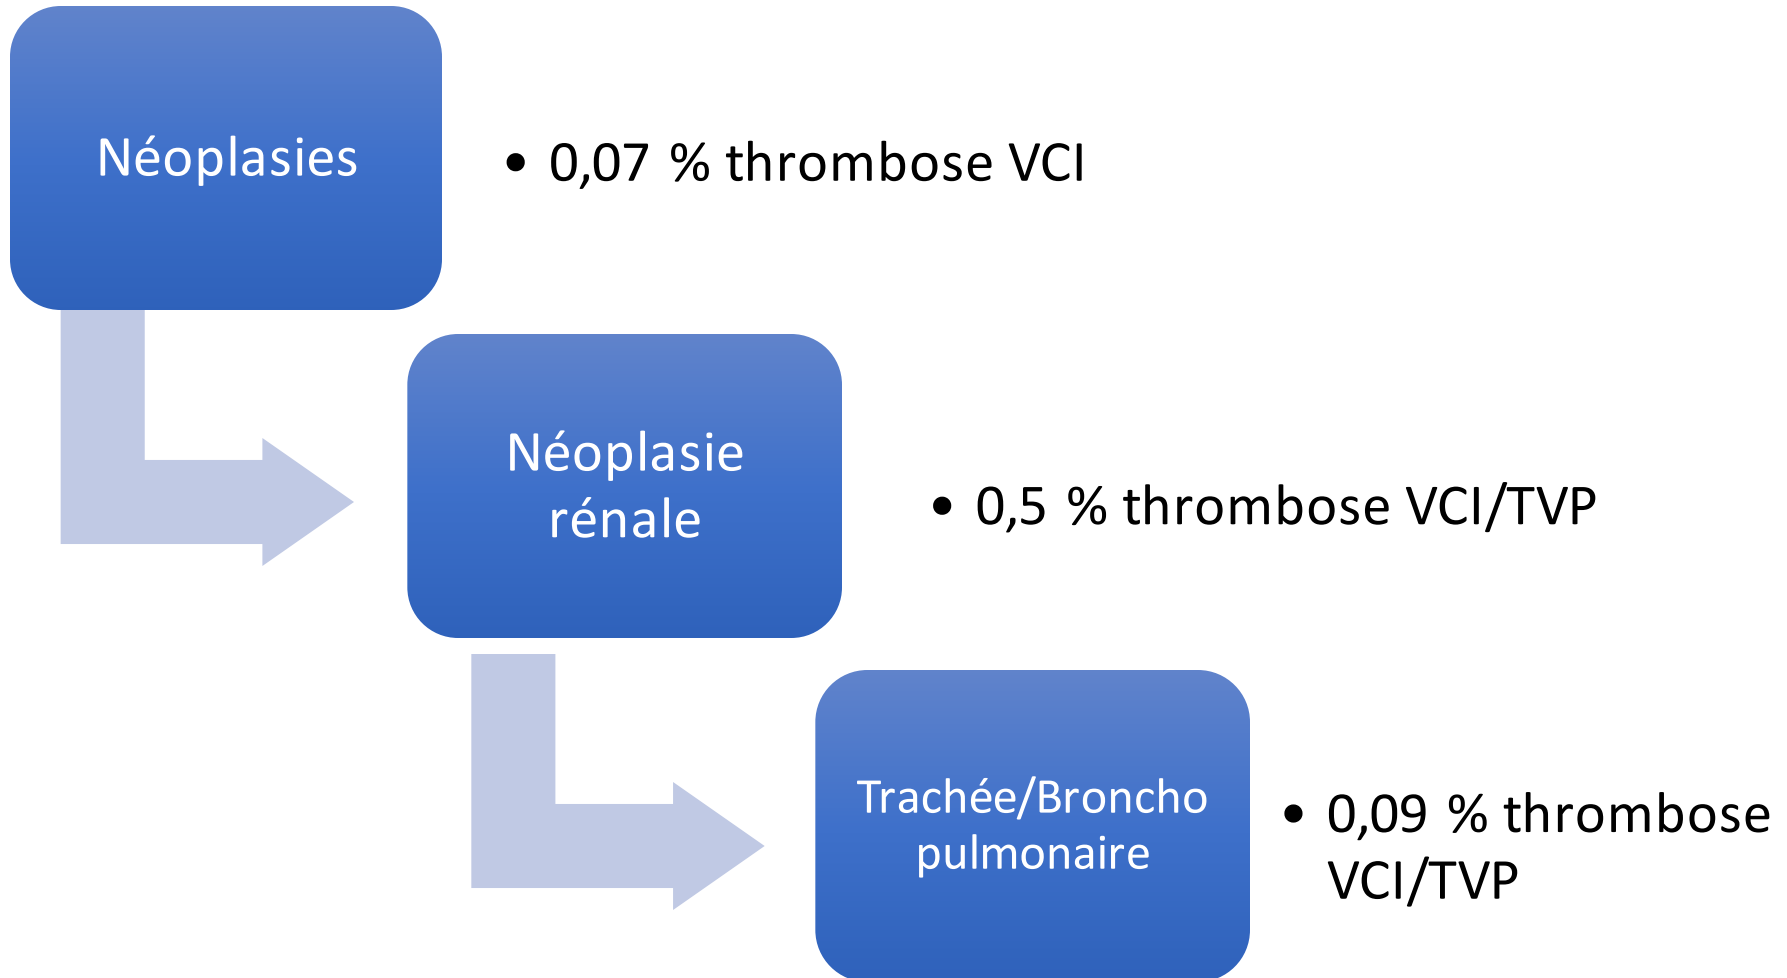 Néoplasies
• 0,07 % thrombose VCI
Néoplasie
rénale
• 0,5 % thrombose VCI/TVP
Trachée/Broncho
pulmonaire
• 0,09 % thrombose
VCI/TVP